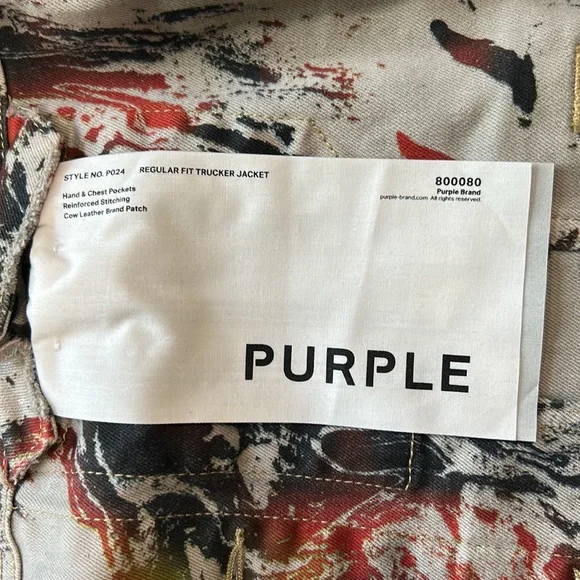 STYLE NO. P024 REGULAR FIT TRUCKER JACKET
Hand & Chest Pockets
Reinforced Stitching
Cow Leather Brand Patch
800080
Purple Brand
purple-brand.com All rights reserved.
PURPLE